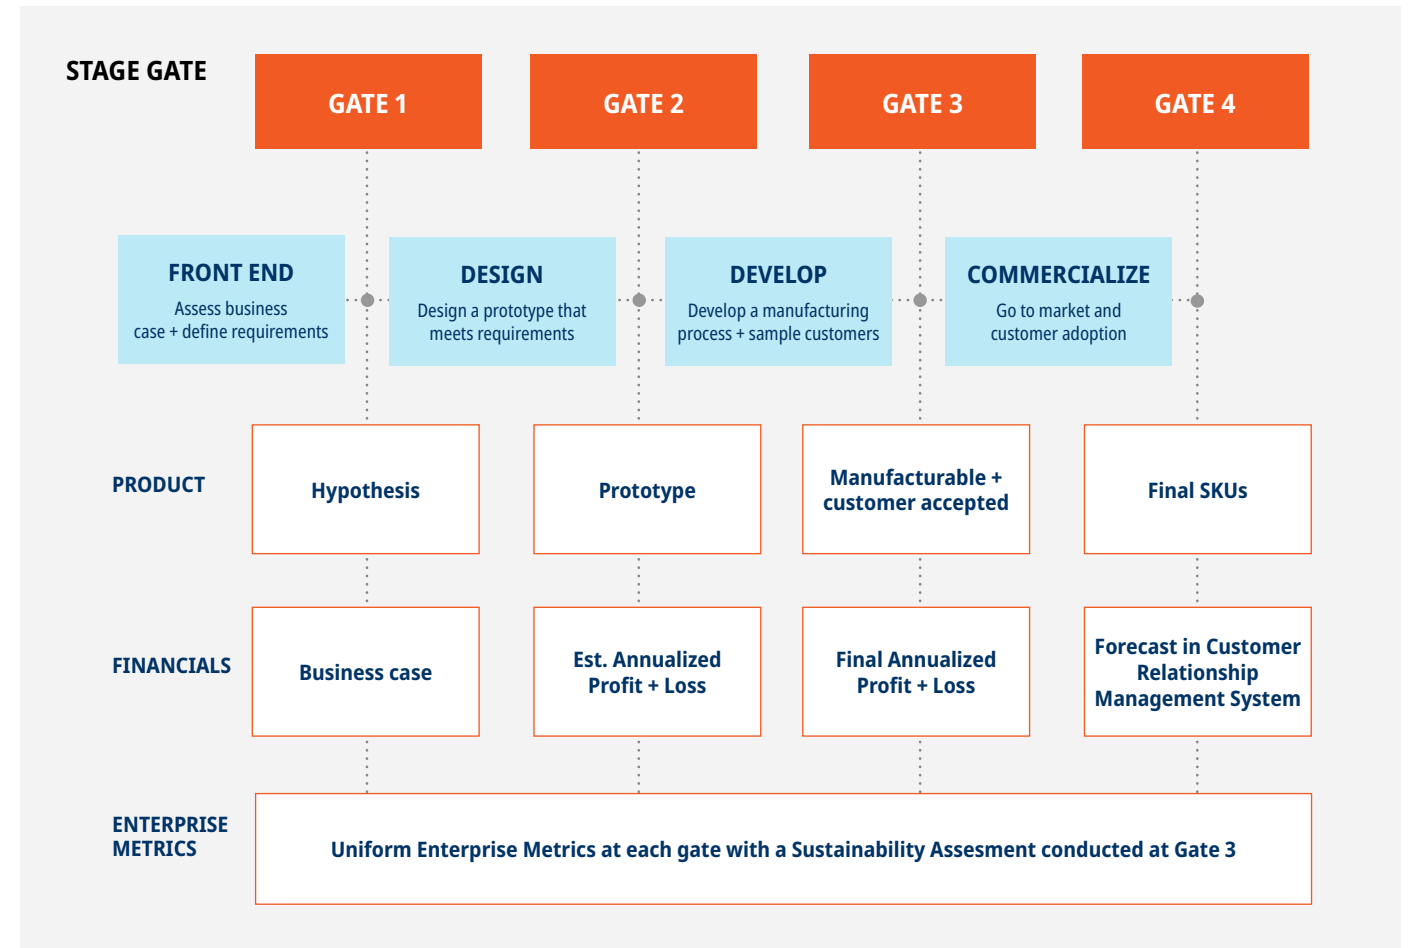 STAGE GATE
GATE 1
GATE 2
GATE 3
GATE 4
FRONT END
Assess business
case + define requirements
DESIGN
Design a prototype that
meets requirements
DEVELOP
Develop a manufacturing
process + sample customers
COMMERCIALIZE
Go to market and
customer adoption
PRODUCT
Hypothesis
Prototype
Manufacturable +
customer accepted
Final SKUs
FINANCIALS
Business case
Est. Annualized
Profit + Loss
Final Annualized
Profit + Loss
Forecast in Customer
Relationship
Management System
ENTERPRISE
METRICS
Uniform Enterprise Metrics at each gate with a Sustainability Assesment conducted at Gate 3